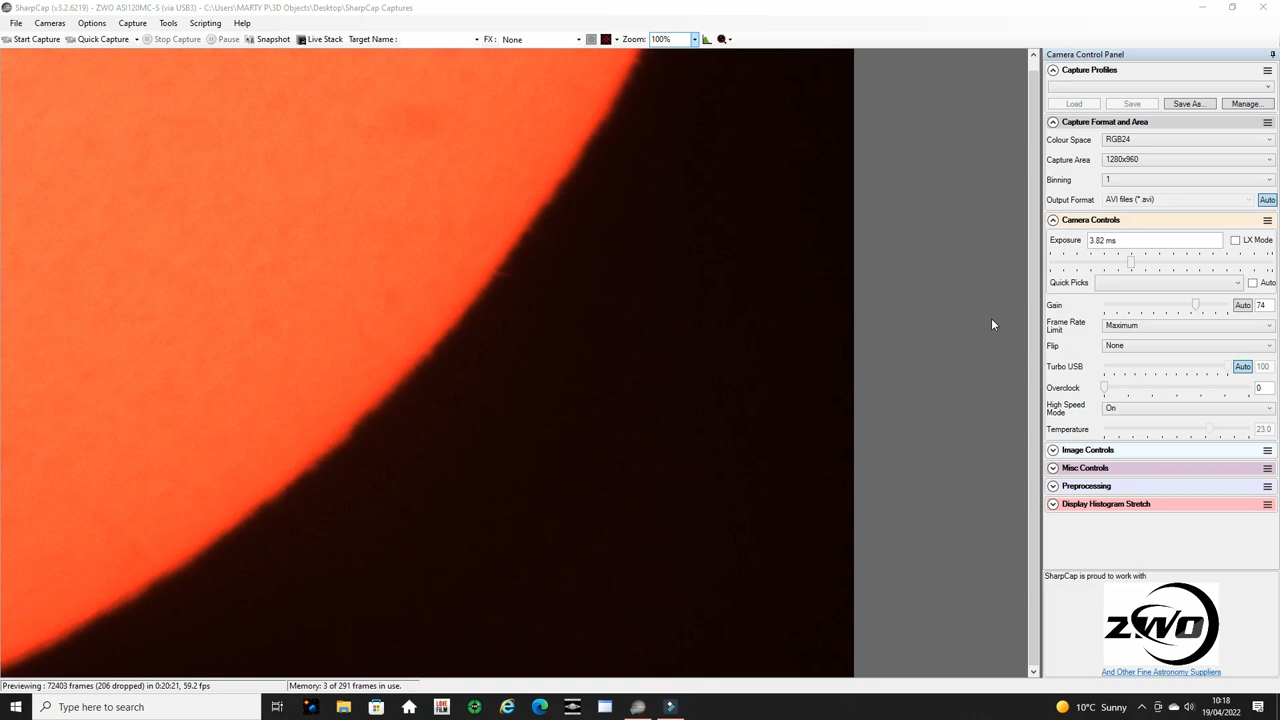 SharpCap (v3.2.6219) - ZWO ASI120MC-S (via USB3) - C:\Users\MARTY P\3D Objects\Desktop\SharpCap Captures
File Cameras Options Capture Tools Scripting Help
Start Capture Quick Capture Stop Capture Pause Snapshot Live Stack Target Name : FX: None Zoom: 100%
Camera Control Panel
Capture Profiles
Load Save Save As... Manage...
Capture Format and Area
Colour Space RGB24
Capture Area 1280x960
Binning 1
Output Format AVI files (*.avi) Auto
Camera Controls
Exposure 3.82 ms LX Mode
Quick Picks Auto
Gain Auto 74
Frame Rate Limit Maximum
Flip None
Turbo USB Auto 100
Overclock 0
High Speed Mode On
Temperature 23.0
Image Controls
Misc Controls
Preprocessing
Display Histogram Stretch
SharpCap is proud to work with
ZWO
And Other Fine Astronomy Suppliers
Previewing : 72403 frames (206 dropped) in 0:20:21, 59.2 fps Memory: 3 of 291 frames in use.
Type here to search
LOVE FILM
10°C Sunny
10:18
19/04/2022